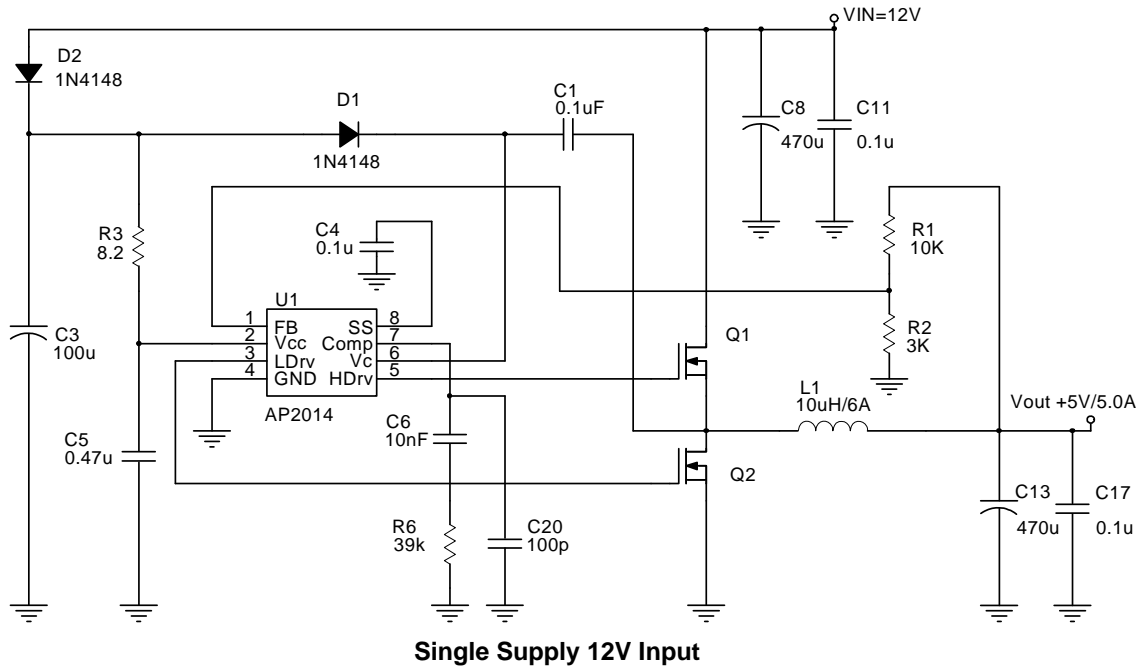 VIN=12V
D2
1N4148
D1
1N4148
C1
0.1uF
C8
470u
C11
0.1u
R3
8.2
C4
0.1u
R1
10K
U1
1 FB SS 8
2 Vcc Comp 7
3 LDrv Vc 6
4 GND HDrv 5
AP2014
C3
100u
Q1
R2
3K
L1
10uH/6A
Vout +5V/5.0A
C5
0.47u
C6
10nF
Q2
R6
39k
C20
100p
C13
470u
C17
0.1u
Single Supply 12V Input